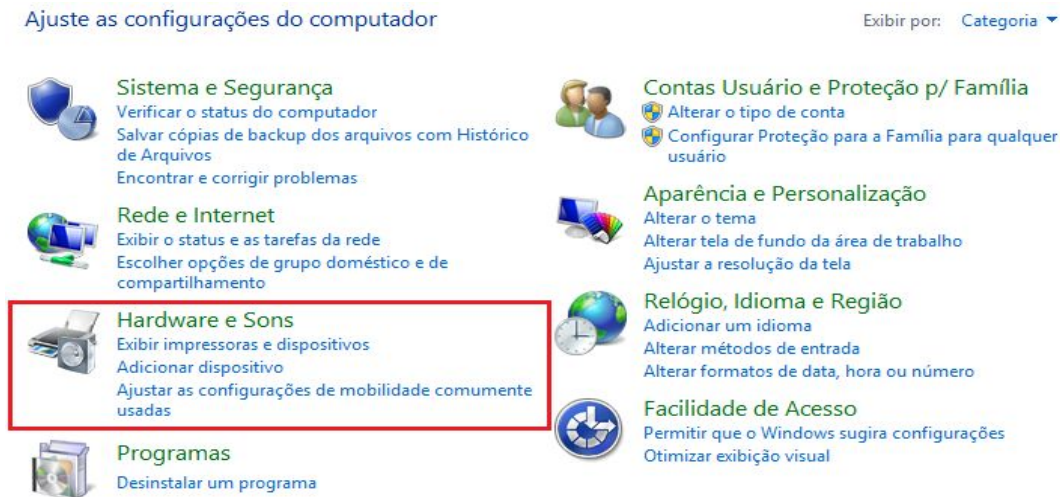 Ajuste as configurações do computador
Exibir por: Categoria
Sistema e Segurança
Verificar o status do computador
Salvar cópias de backup dos arquivos com Histórico
de Arquivos
Encontrar e corrigir problemas
Rede e Internet
Exibir o status e as tarefas da rede
Escolher opções de grupo doméstico e de
compartilhamento
Hardware e Sons
Exibir impressoras e dispositivos
Adicionar dispositivo
Ajustar as configurações de mobilidade comumente
usadas
Programas
Desinstalar um programa
Contas Usuário e Proteção p/ Família
Alterar o tipo de conta
Configurar Proteção para a Família para qualquer
usuário
Aparência e Personalização
Alterar o tema
Alterar tela de fundo da área de trabalho
Ajustar a resolução da tela
Relógio, Idioma e Região
Adicionar um idioma
Alterar métodos de entrada
Alterar formatos de data, hora ou número
Facilidade de Acesso
Permitir que o Windows sugira configurações
Otimizar exibição visual